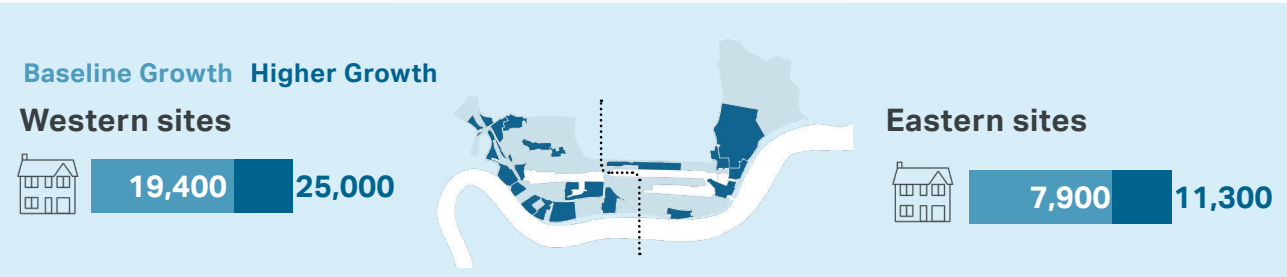 Baseline Growth Higher Growth
Western sites
19,400 25,000
Eastern sites
7,900 11,300